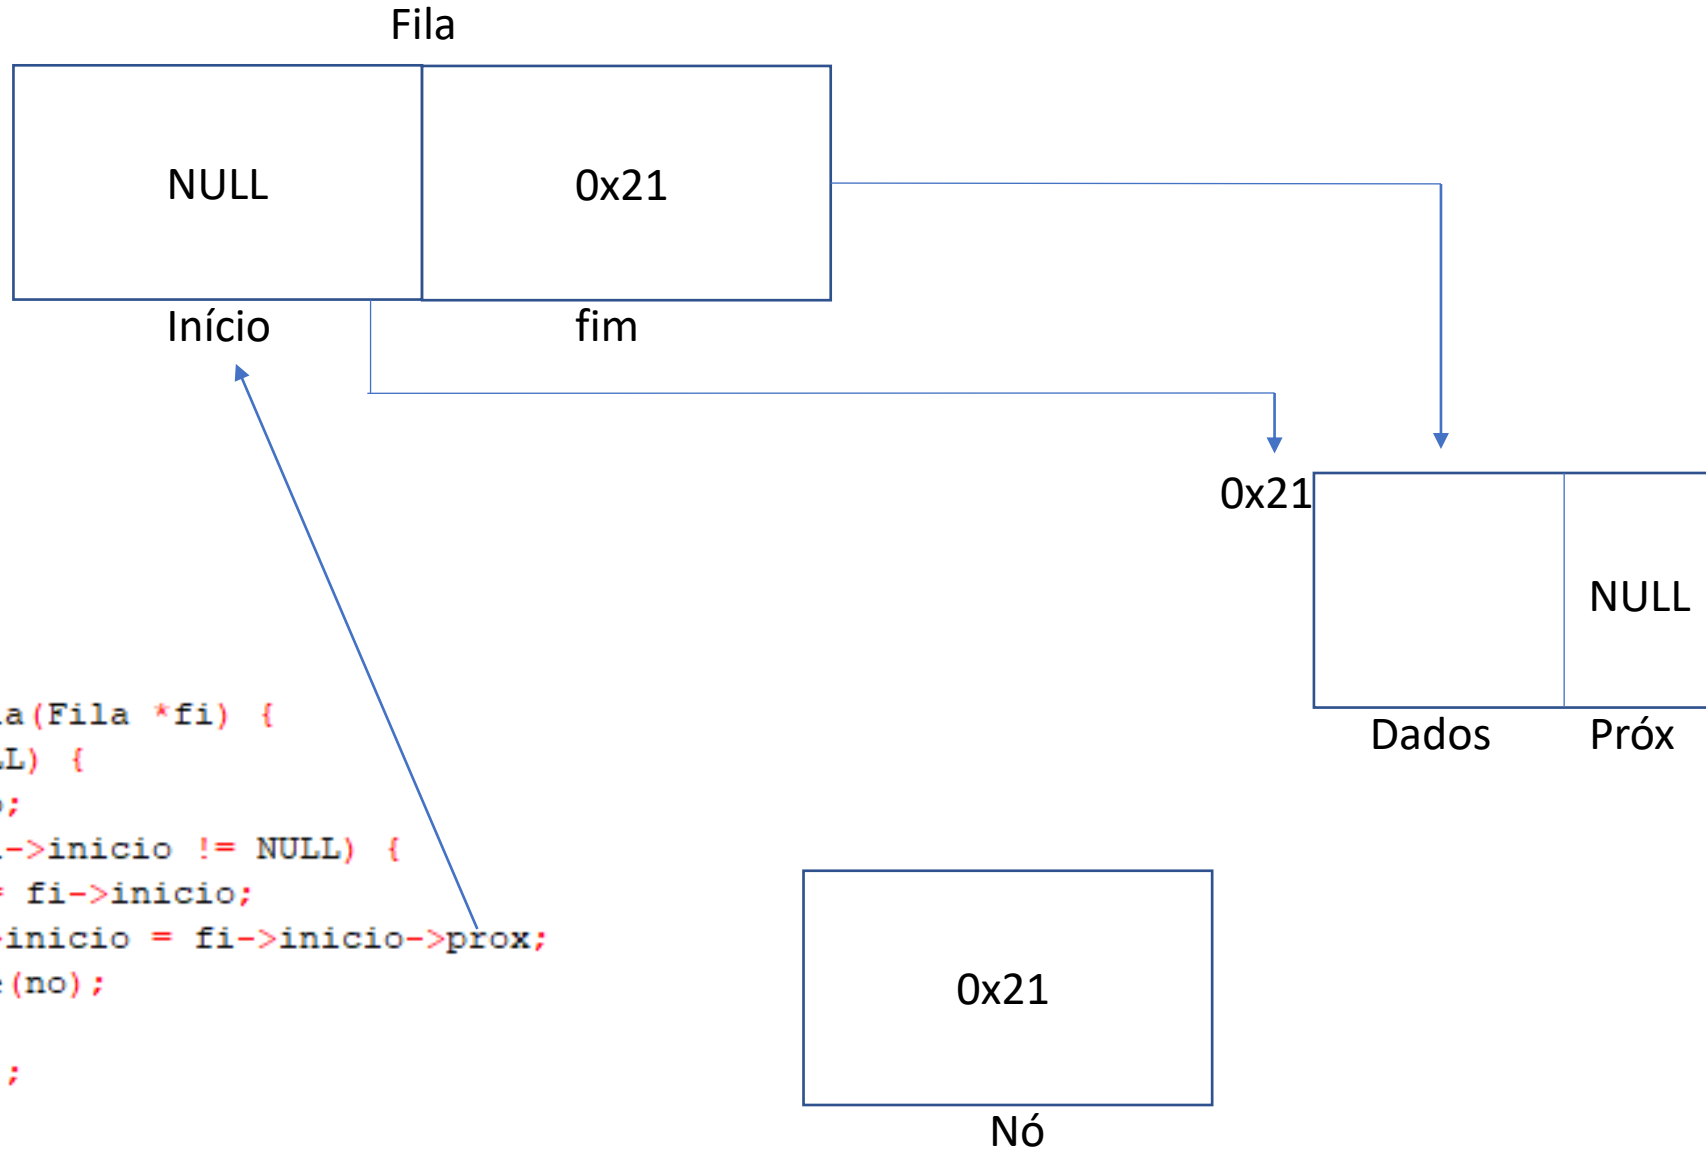 Fila
NULL 0x21
Início fim
0x21
NULL
Dados Próx
a(Fila *fi) {
L) {
;
->inicio != NULL) {
= fi->inicio;
inicio = fi->inicio->prox;
(no);
;
0x21
Nó